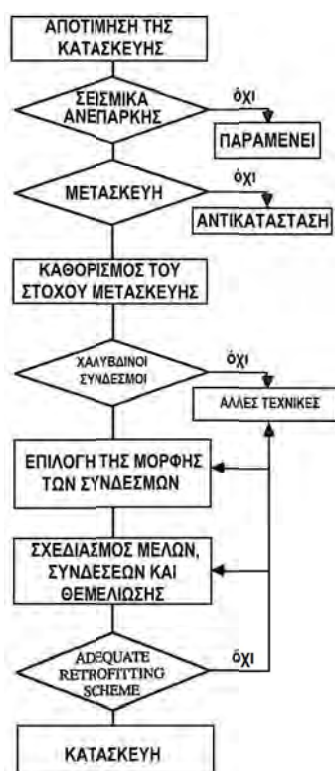 ΑΠΟΤΙΜΗΣΗ ΤΗΣ
ΚΑΤΑΣΚΕΥΗΣ
ΣΕΙΣΜΙΚΑ
ΑΝΕΠΑΡΚΗΣ
όχι
ΠΑΡΑΜΕΝΕΙ
ΜΕΤΑΣΚΕΥΗ
όχι
ΑΝΤΙΚΑΤΑΣΤΑΣΗ
ΚΑΘΟΡΙΣΜΟΣ ΤΟΥ
ΣΤΟΧΟΥ ΜΕΤΑΣΚΕΥΗΣ
ΧΑΛΥΒΔΙΝΟΙ
ΣΥΝΔΕΣΜΟΙ
όχι
ΑΛΛΕΣ ΤΕΧΝΙΚΕΣ
ΕΠΙΛΟΓΗ ΤΗΣ ΜΟΡΦΗΣ
ΤΩΝ ΣΥΝΔΕΣΜΩΝ
ΣΧΕΔΙΑΣΜΟΣ ΜΕΛΩΝ,
ΣΥΝΔΕΣΕΩΝ ΚΑΙ
ΘΕΜΕΛΙΩΣΗΣ
ADEQUATE
RETROFITTING
SCHEME
όχι
ΚΑΤΑΣΚΕΥΗ